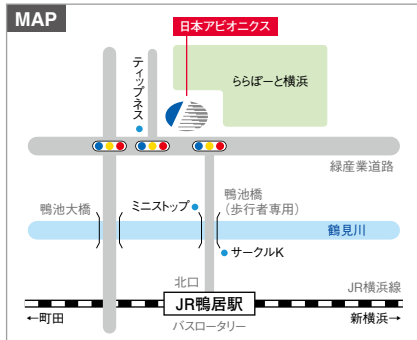 MAP
日本アビオニクス
ティップネス
ららぽーと横浜
緑産業道路
鴨池大橋
ミニストップ
鴨池橋
（歩行者専用）
鶴見川
サークルK
北口
JR横浜線
JR鴨居駅
←町田
バスロータリー
新横浜→